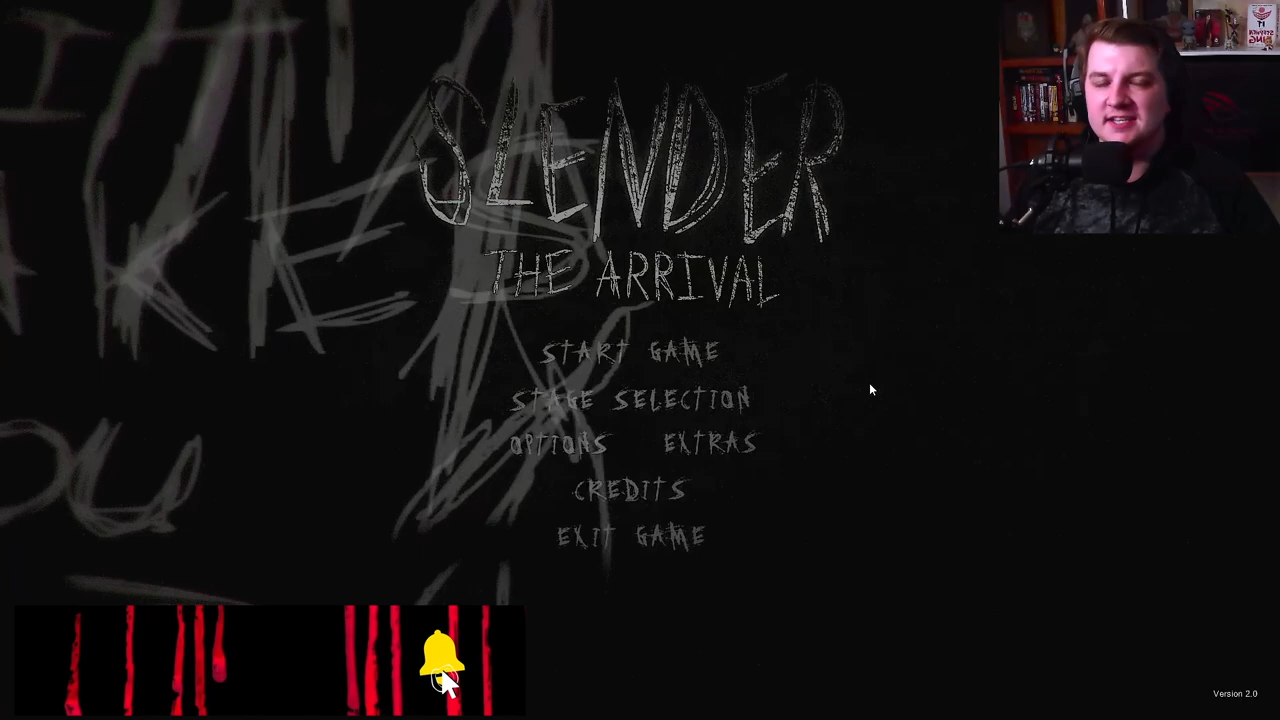 SLENDER
THE ARRIVAL
START GAME
STAGE SELECTION
OPTIONS EXTRAS
CREDITS
EXIT GAME
Version 2.0